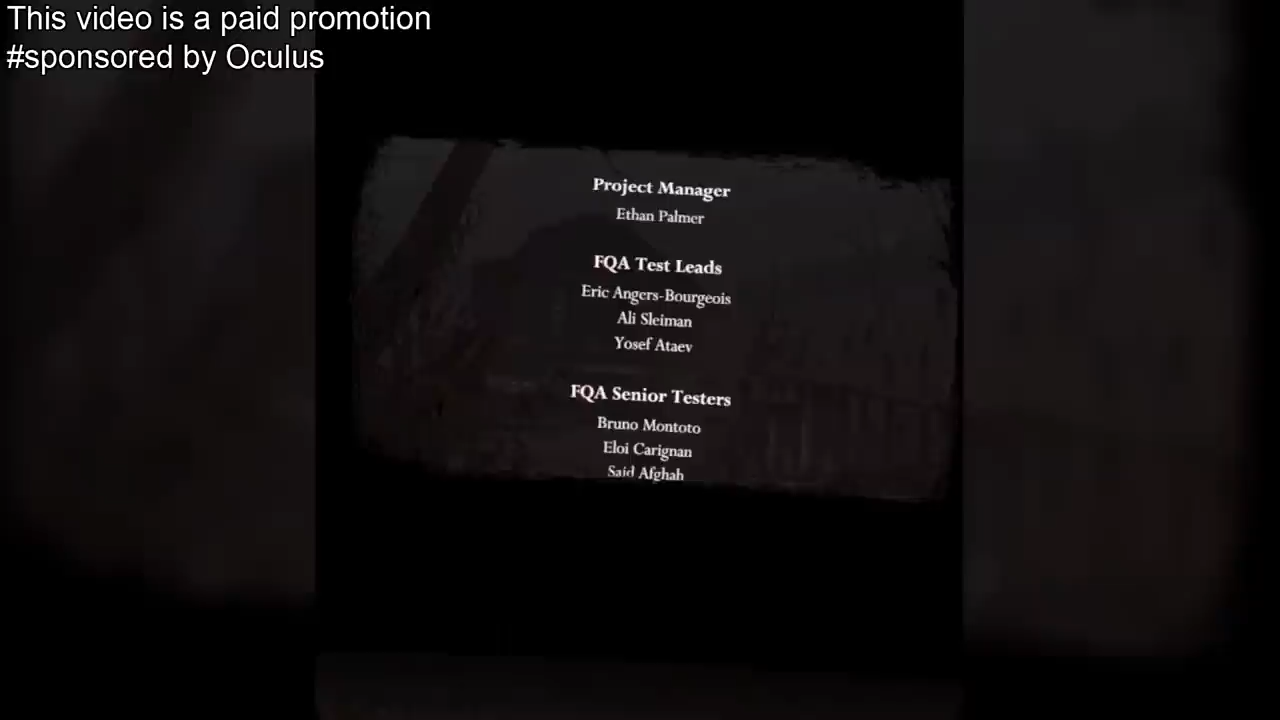 This video is a paid promotion
#sponsored by Oculus
Project Manager
Ethan Palmer
FQA Test Leads
Eric Angers-Bourgeois
Ali Sleiman
Yosef Ataev
FQA Senior Testers
Bruno Montoto
Eloi Carignan
Said Afghah